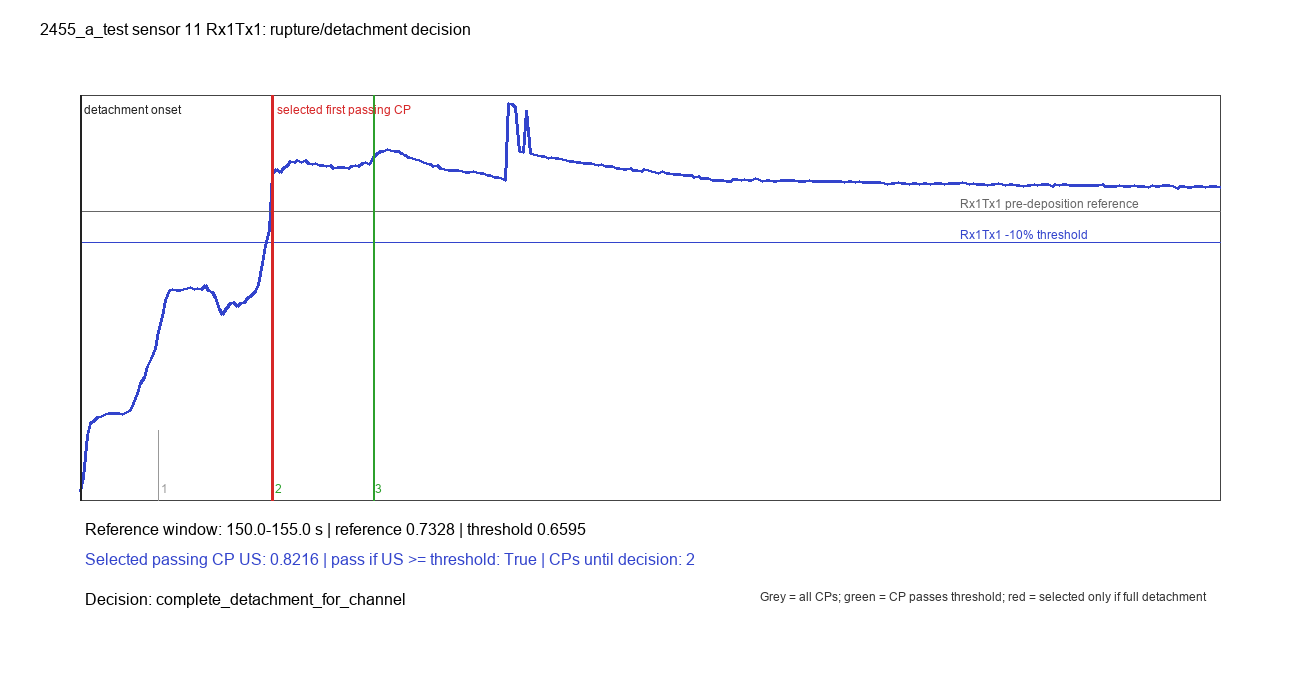 2455_a_test sensor 11 Rx1Tx1: rupture/detachment decision
detachment onset
selected first passing CP
Rx1Tx1 pre-deposition reference
Rx1Tx1 -10% threshold
1
2
3
Reference window: 150.0-155.0 s | reference 0.7328 | threshold 0.6595
Selected passing CP US: 0.8216 | pass if US >= threshold: True | CPs until decision: 2
Decision: complete_detachment_for_channel
Grey = all CPs; green = CP passes threshold; red = selected only if full detachment